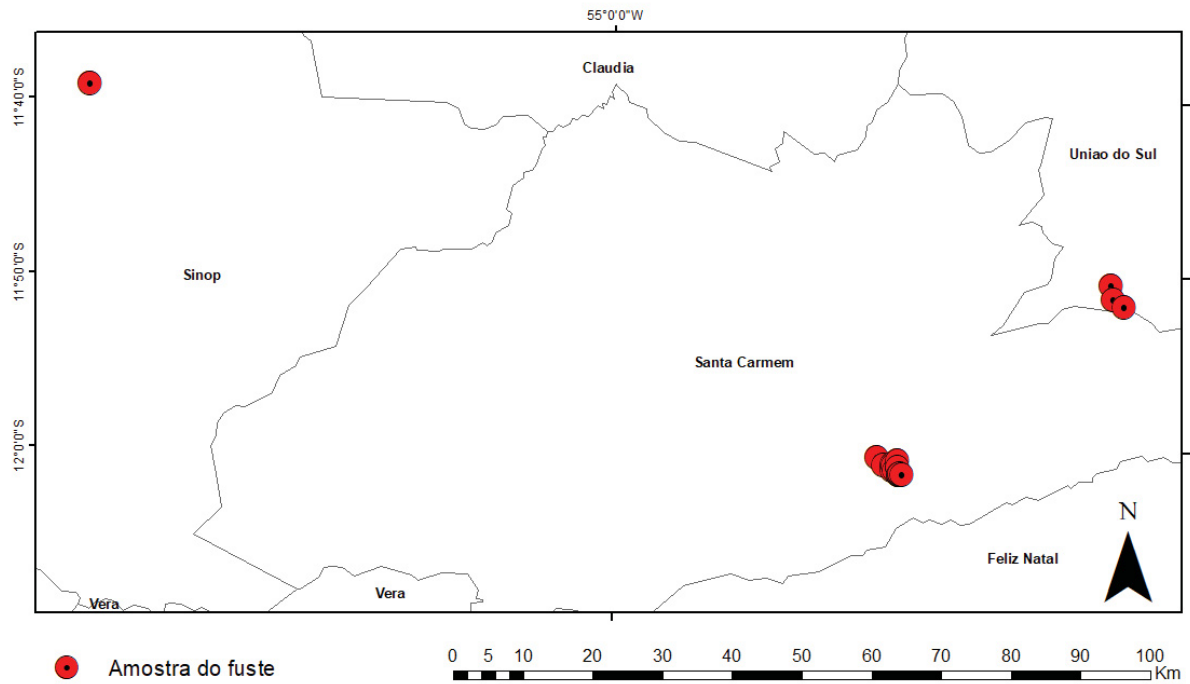 55°0'0"W
Claudia
11°40'0"S
Uniao do Sul
11°50'0"S
Sinop
Santa Carmem
12°0'0"S
N
Feliz Natal
Vera
Vera
Amostra do fuste
0 5 10 20 30 40 50 60 70 80 90 100
Km